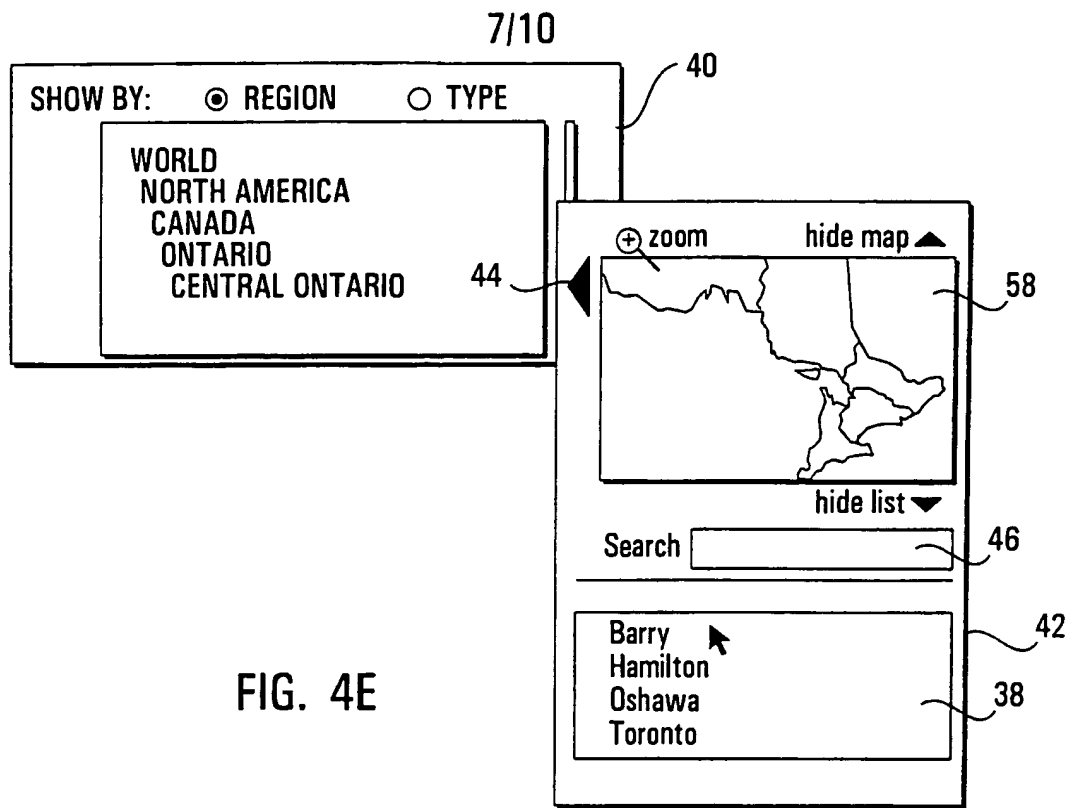 7/10
40
SHOW BY: REGION TYPE
WORLD
NORTH AMERICA
CANADA
ONTARIO
CENTRAL ONTARIO
44
zoom hide map
58
hide list
Search
46
42
Barry
Hamilton
Oshawa
Toronto
38
FIG. 4E